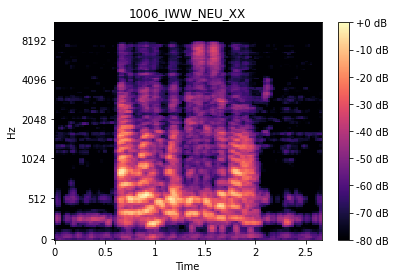 1006_IWW_NEU_XX
+0 dB
8192
-10 dB
4096
-20 dB
-30 dB
2048
-40 dB
Hz
1024
-50 dB
512
-60 dB
-70 dB
0
-80 dB
0 0.5 1 1.5 2 2.5
Time